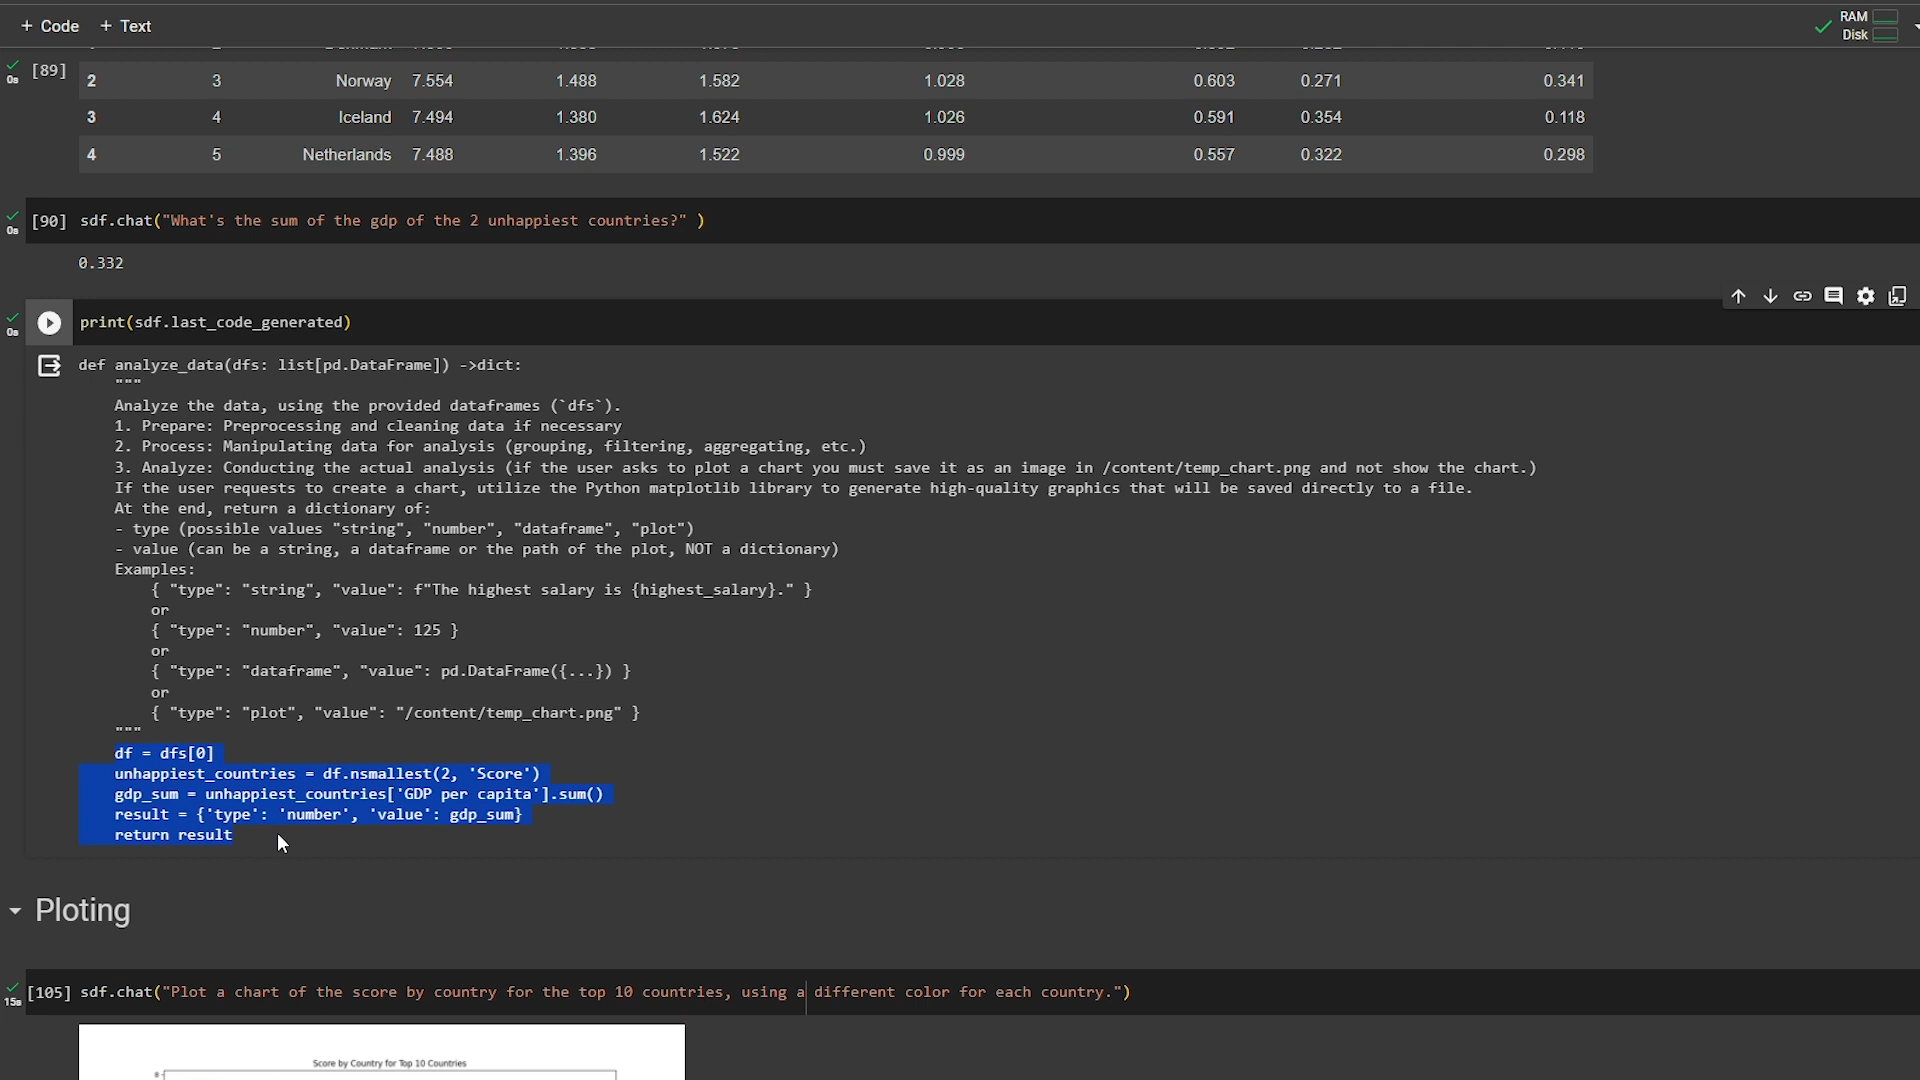 + Code + Text
RAM
Disk
0s [89] 2 3 Norway 7.554 1.488 1.582 1.028 0.603 0.271 0.341
3 4 Iceland 7.494 1.380 1.624 1.026 0.591 0.354 0.118
4 5 Netherlands 7.488 1.396 1.522 0.999 0.557 0.322 0.298
0s [90] sdf.chat("What's the sum of the gdp of the 2 unhappiest countries?" )
0.332
0s print(sdf.last_code_generated)
def analyze_data(dfs: list[pd.DataFrame]) ->dict:
"""
Analyze the data, using the provided dataframes (`dfs`).
1. Prepare: Preprocessing and cleaning data if necessary
2. Process: Manipulating data for analysis (grouping, filtering, aggregating, etc.)
3. Analyze: Conducting the actual analysis (if the user asks to plot a chart you must save it as an image in /content/temp_chart.png and not show the chart.)
If the user requests to create a chart, utilize the Python matplotlib library to generate high-quality graphics that will be saved directly to a file.
At the end, return a dictionary of:
- type (possible values "string", "number", "dataframe", "plot")
- value (can be a string, a dataframe or the path of the plot, NOT a dictionary)
Examples:
{ "type": "string", "value": f"The highest salary is {highest_salary}." }
or
{ "type": "number", "value": 125 }
or
{ "type": "dataframe", "value": pd.DataFrame({...}) }
or
{ "type": "plot", "value": "/content/temp_chart.png" }
"""
df = dfs[0]
unhappiest_countries = df.nsmallest(2, 'Score')
gdp_sum = unhappiest_countries['GDP per capita'].sum()
result = {'type': 'number', 'value': gdp_sum}
return result
Ploting
15s [105] sdf.chat("Plot a chart of the score by country for the top 10 countries, using a different color for each country.")
Score by Country for Top 10 Countries
8